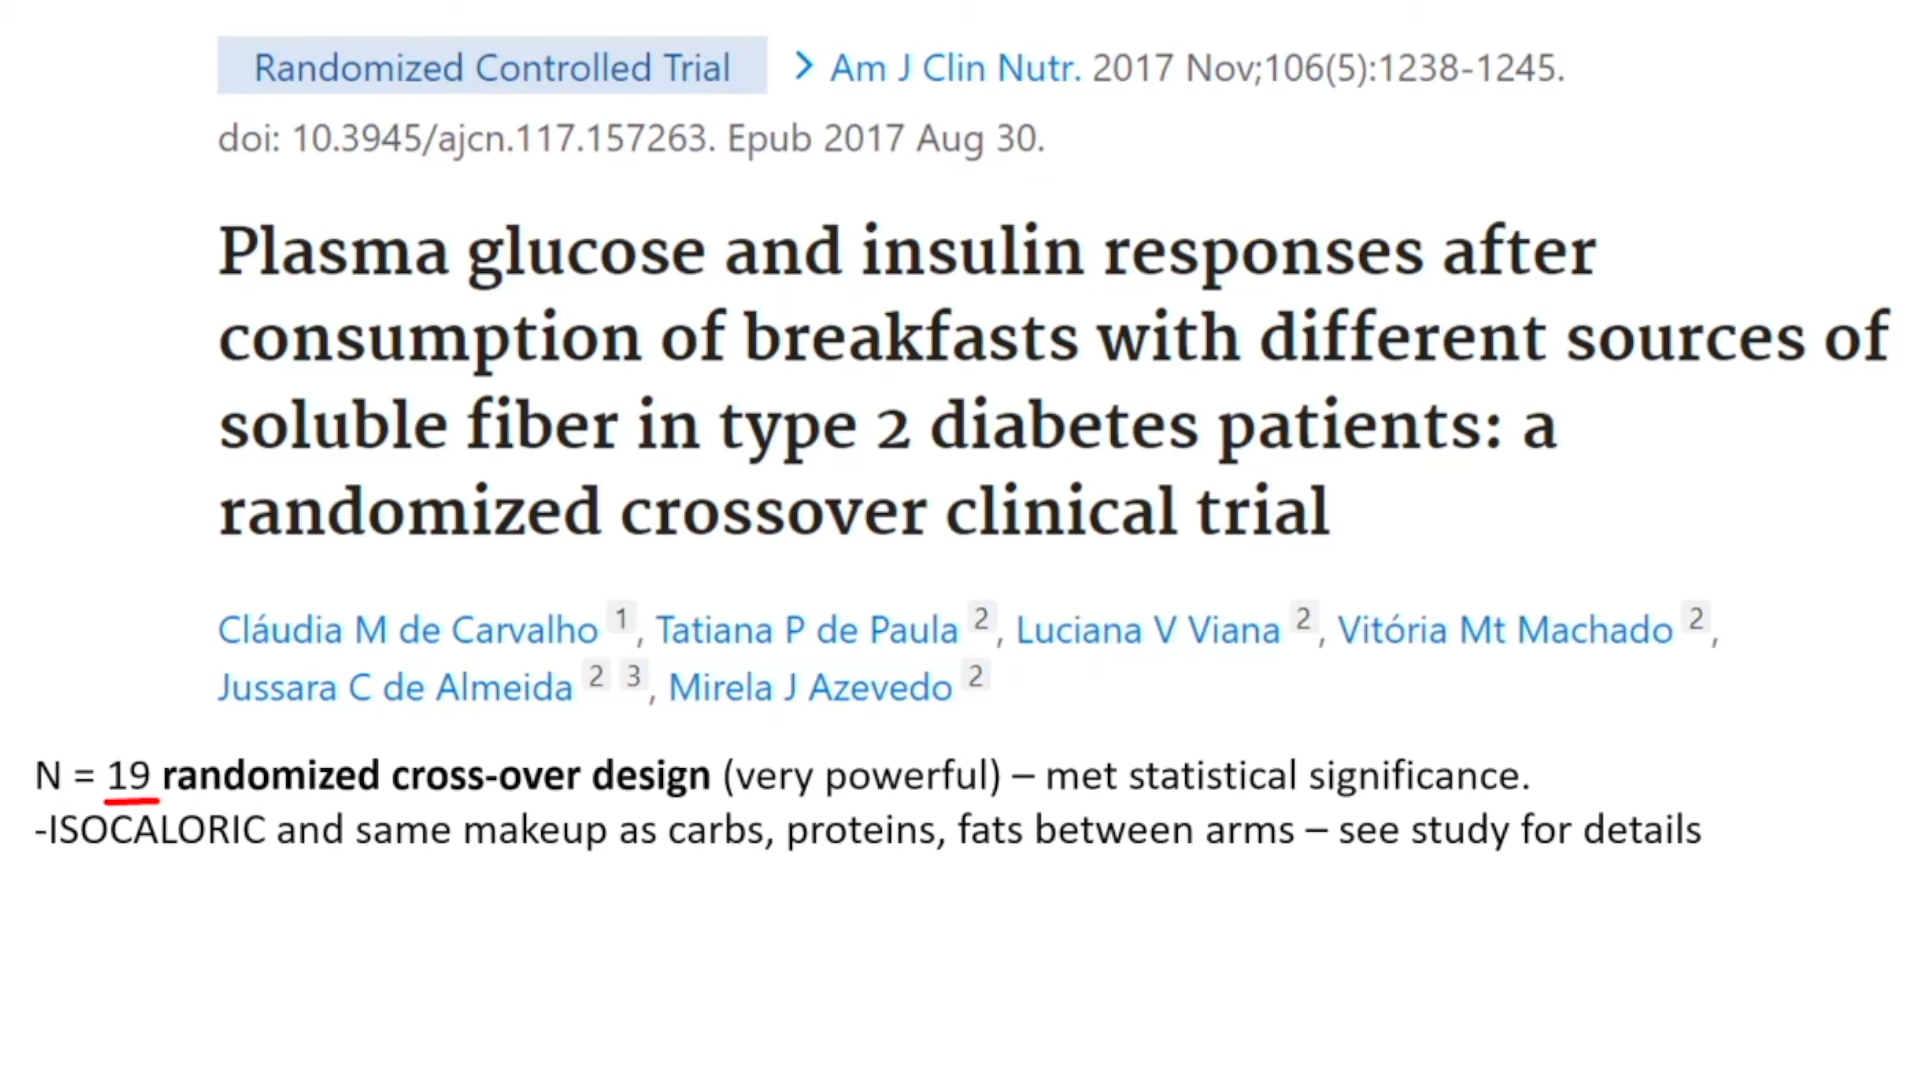 Randomized Controlled Trial > Am J Clin Nutr. 2017 Nov;106(5):1238-1245.
doi: 10.3945/ajcn.117.157263. Epub 2017 Aug 30.
Plasma glucose and insulin responses after
consumption of breakfasts with different sources of
soluble fiber in type 2 diabetes patients: a
randomized crossover clinical trial
Cláudia M de Carvalho 1, Tatiana P de Paula 2, Luciana V Viana 2, Vitória Mt Machado 2,
Jussara C de Almeida 2 3, Mirela J Azevedo 2
N = 19 randomized cross-over design (very powerful) – met statistical significance.
-ISOCALORIC and same makeup as carbs, proteins, fats between arms – see study for details